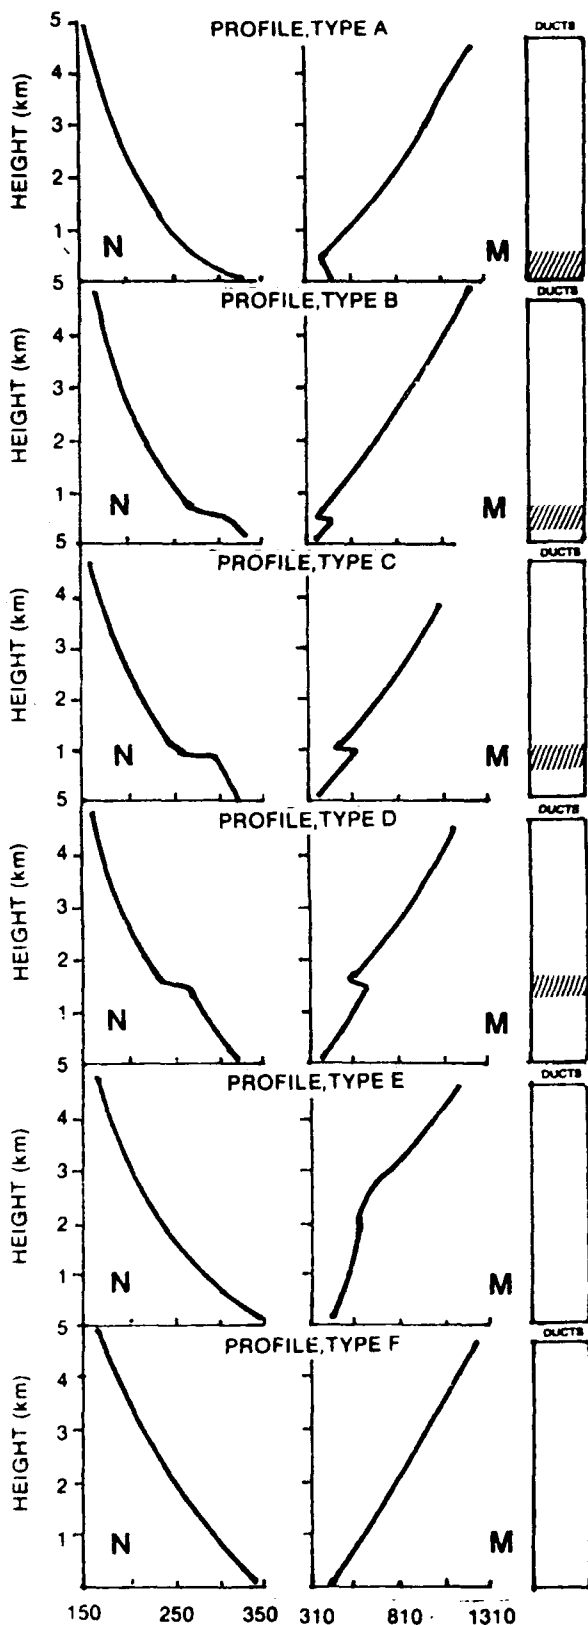 5 PROFILE, TYPE A DUCTS
4
3
2
1
HEIGHT (km)
N M
5 PROFILE, TYPE B DUCTS
4
3
2
1
HEIGHT (km)
N M
5 PROFILE, TYPE C DUCTS
4
3
2
1
HEIGHT (km)
N M
5 PROFILE, TYPE D DUCTS
4
3
2
1
HEIGHT (km)
N M
5 PROFILE, TYPE E DUCTS
4
3
2
1
HEIGHT (km)
N M
5 PROFILE, TYPE F DUCTS
4
3
2
1
HEIGHT (km)
N M
150 250 350 310 810 1310